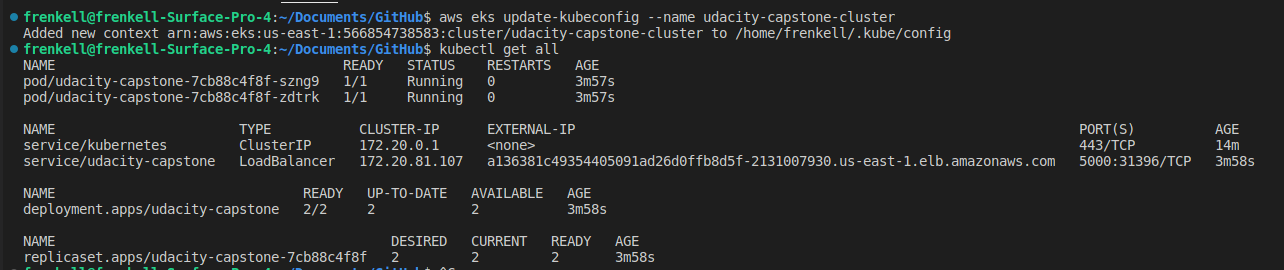 frenkell@frenkell-Surface-Pro-4:~/Documents/GitHub$ aws eks update-kubeconfig --name udacity-capstone-cluster
Added new context arn:aws:eks:us-east-1:566854738583:cluster/udacity-capstone-cluster to /home/frenkell/.kube/config
frenkell@frenkell-Surface-Pro-4:~/Documents/GitHub$ kubectl get all
NAME READY STATUS RESTARTS AGE
pod/udacity-capstone-7cb88c4f8f-szng9 1/1 Running 0 3m57s
pod/udacity-capstone-7cb88c4f8f-zdtrk 1/1 Running 0 3m57s
NAME TYPE CLUSTER-IP EXTERNAL-IP PORT(S) AGE
service/kubernetes ClusterIP 172.20.0.1 <none> 443/TCP 14m
service/udacity-capstone LoadBalancer 172.20.81.107 a136381c49354405091ad26d0ffb8d5f-2131007930.us-east-1.elb.amazonaws.com 5000:31396/TCP 3m58s
NAME READY UP-TO-DATE AVAILABLE AGE
deployment.apps/udacity-capstone 2/2 2 2 3m58s
NAME DESIRED CURRENT READY AGE
replicaset.apps/udacity-capstone-7cb88c4f8f 2 2 2 3m58s
frenkell@frenkell-Surface-Pro-4:~/Documents/GitHub$ ^C